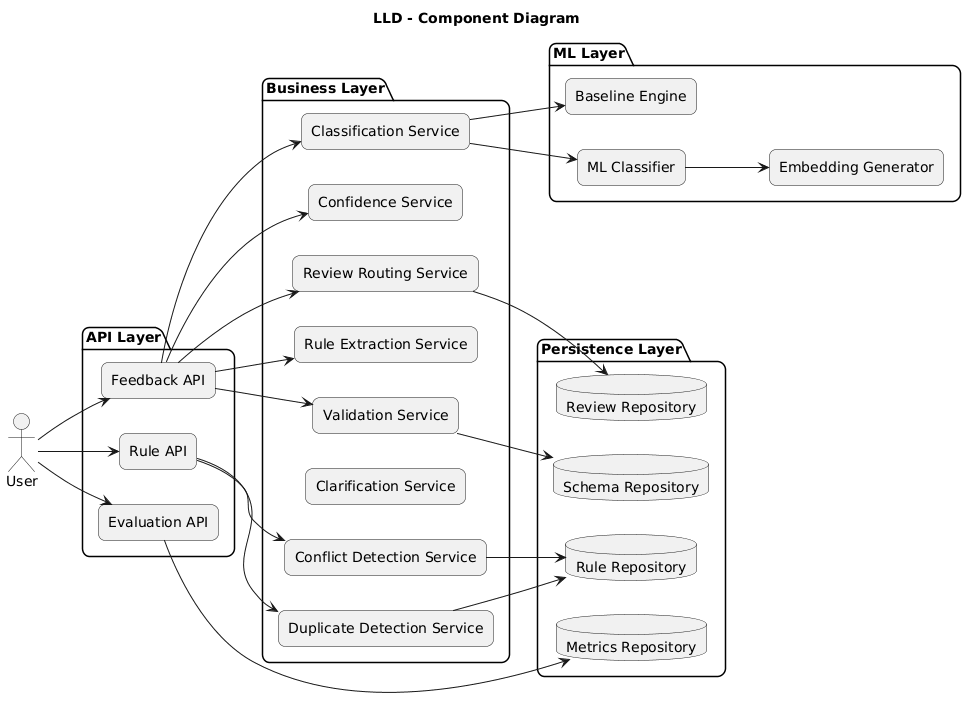 LLD - Component Diagram
ML Layer
Baseline Engine
ML Classifier
Embedding Generator
Business Layer
Classification Service
Confidence Service
Review Routing Service
Rule Extraction Service
Validation Service
Clarification Service
Conflict Detection Service
Duplicate Detection Service
API Layer
Feedback API
Rule API
Evaluation API
User
Persistence Layer
Review Repository
Schema Repository
Rule Repository
Metrics Repository